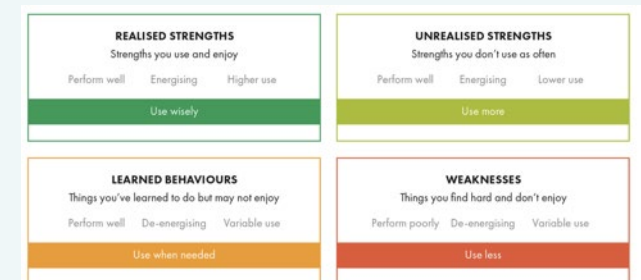 REALISED STRENGTHS
Strengths you use and enjoy
Perform well Energising Higher use
Use wisely
UNREALISED STRENGTHS
Strengths you don't use as often
Perform well Energising Lower use
Use more
LEARNED BEHAVIOURS
Things you've learned to do but may not enjoy
Perform well De-energising Variable use
Use when needed
WEAKNESSES
Things you find hard and don't enjoy
Perform poorly De-energising Variable use
Use less